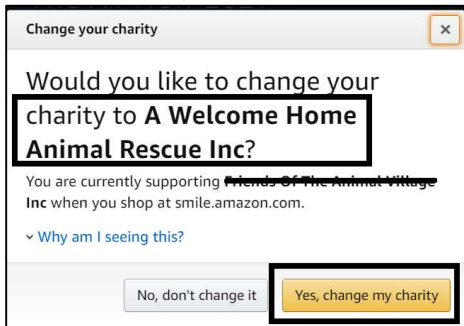 Change your charity
×
Would you like to change your
charity to A Welcome Home
Animal Rescue Inc?
You are currently supporting Friends Of The Animal Village
Inc when you shop at smile.amazon.com.
Why am I seeing this?
No, don't change it
Yes, change my charity